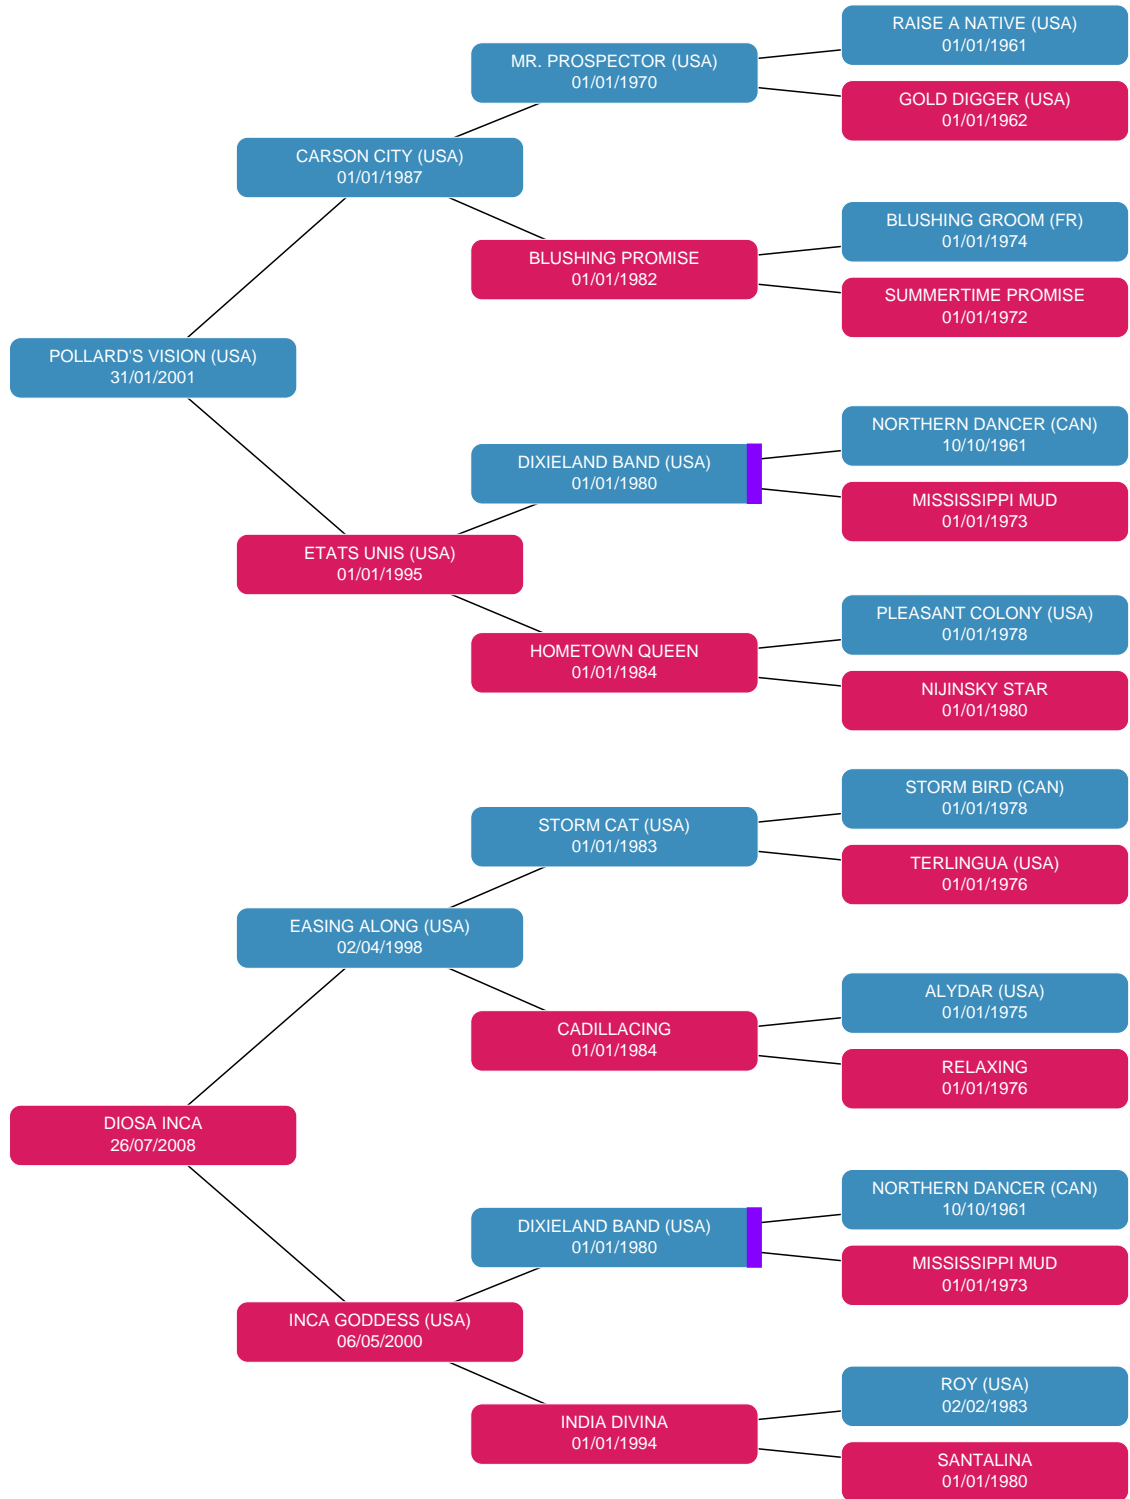 RAISE A NATIVE (USA)
01/01/1961
MR. PROSPECTOR (USA)
01/01/1970
GOLD DIGGER (USA)
01/01/1962
CARSON CITY (USA)
01/01/1987
BLUSHING GROOM (FR)
01/01/1974
BLUSHING PROMISE
01/01/1982
SUMMERTIME PROMISE
01/01/1972
POLLARD'S VISION (USA)
31/01/2001
NORTHERN DANCER (CAN)
10/10/1961
DIXIELAND BAND (USA)
01/01/1980
MISSISSIPPI MUD
01/01/1973
ETATS UNIS (USA)
01/01/1995
PLEASANT COLONY (USA)
01/01/1978
HOMETOWN QUEEN
01/01/1984
NIJINSKY STAR
01/01/1980
STORM BIRD (CAN)
01/01/1978
STORM CAT (USA)
01/01/1983
TERLINGUA (USA)
01/01/1976
EASING ALONG (USA)
02/04/1998
ALYDAR (USA)
01/01/1975
CADILLACING
01/01/1984
RELAXING
01/01/1976
DIOSA INCA
26/07/2008
NORTHERN DANCER (CAN)
10/10/1961
DIXIELAND BAND (USA)
01/01/1980
MISSISSIPPI MUD
01/01/1973
INCA GODDESS (USA)
06/05/2000
ROY (USA)
02/02/1983
INDIA DIVINA
01/01/1994
SANTALINA
01/01/1980